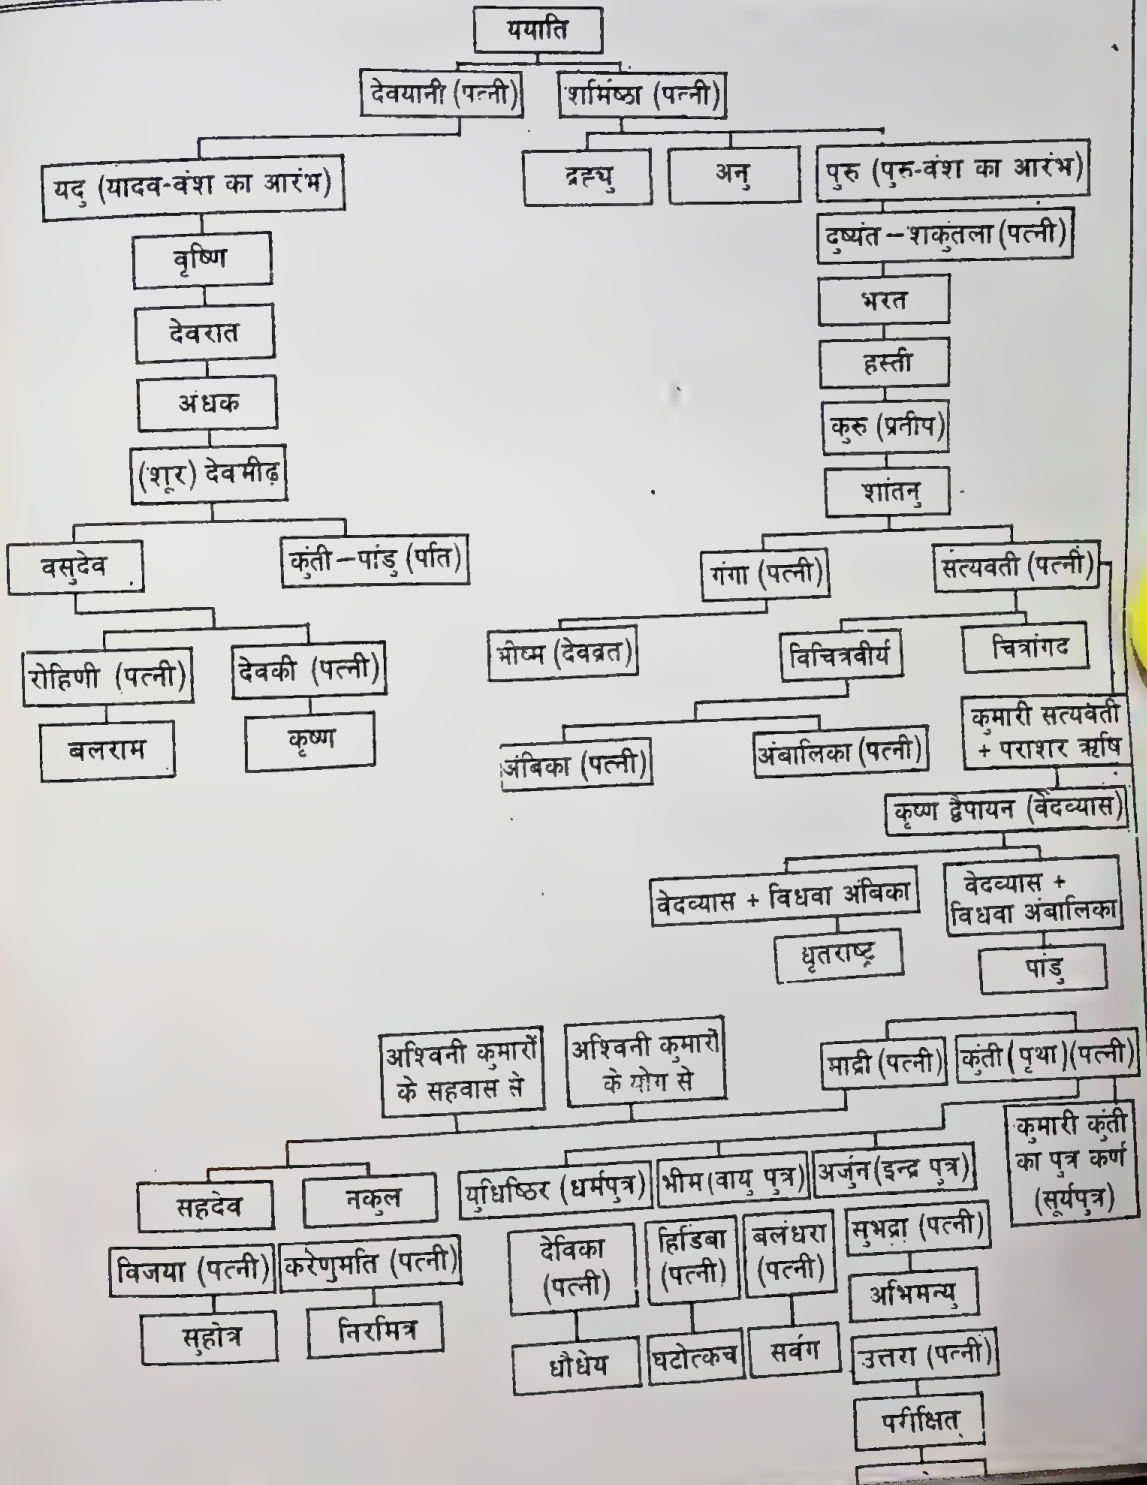 ययाति
देवयानी (पत्नी)
शर्मिष्ठा (पत्नी)
यदु (यादव-वंश का आरंभ)
द्रह्यु
अनु
पुरु (पुरु-वंश का आरंभ)
वृष्णि
दुष्यंत – शकुंतला (पत्नी)
देवरात
भरत
अंधक
हस्ती
(शूर) देवमीढ़
कुरु (प्रतीप)
शांतनु
वसुदेव
कुंती – पांडु (पति)
गंगा (पत्नी)
सत्यवती (पत्नी)
रोहिणी (पत्नी)
देवकी (पत्नी)
भीष्म (देवव्रत)
विचित्रवीर्य
चित्रांगद
बलराम
कृष्ण
अंबिका (पत्नी)
अंबालिका (पत्नी)
कुमारी सत्यवती
+ पराशर ऋषि
कृष्ण द्वैपायन (वेदव्यास)
वेदव्यास + विधवा अंबिका
वेदव्यास +
विधवा अंबालिका
धृतराष्ट्र
पांडु
अश्विनी कुमारों
के सहवास से
अश्विनी कुमारों
के योग से
माद्री (पत्नी)
कुंती (पृथा) (पत्नी)
सहदेव
नकुल
युधिष्ठिर (धर्मपुत्र)
भीम (वायु पुत्र)
अर्जुन (इन्द्र पुत्र)
कुमारी कुंती
का पुत्र कर्ण
(सूर्यपुत्र)
विजया (पत्नी)
करेणुमति (पत्नी)
देविका
(पत्नी)
हिडिंबा
(पत्नी)
बलंधरा
(पत्नी)
सुभद्रा (पत्नी)
सुहोत्र
निरमित्र
धौधेय
घटोत्कच
सर्वग
अभिमन्यु
उत्तरा (पत्नी)
परीक्षित्